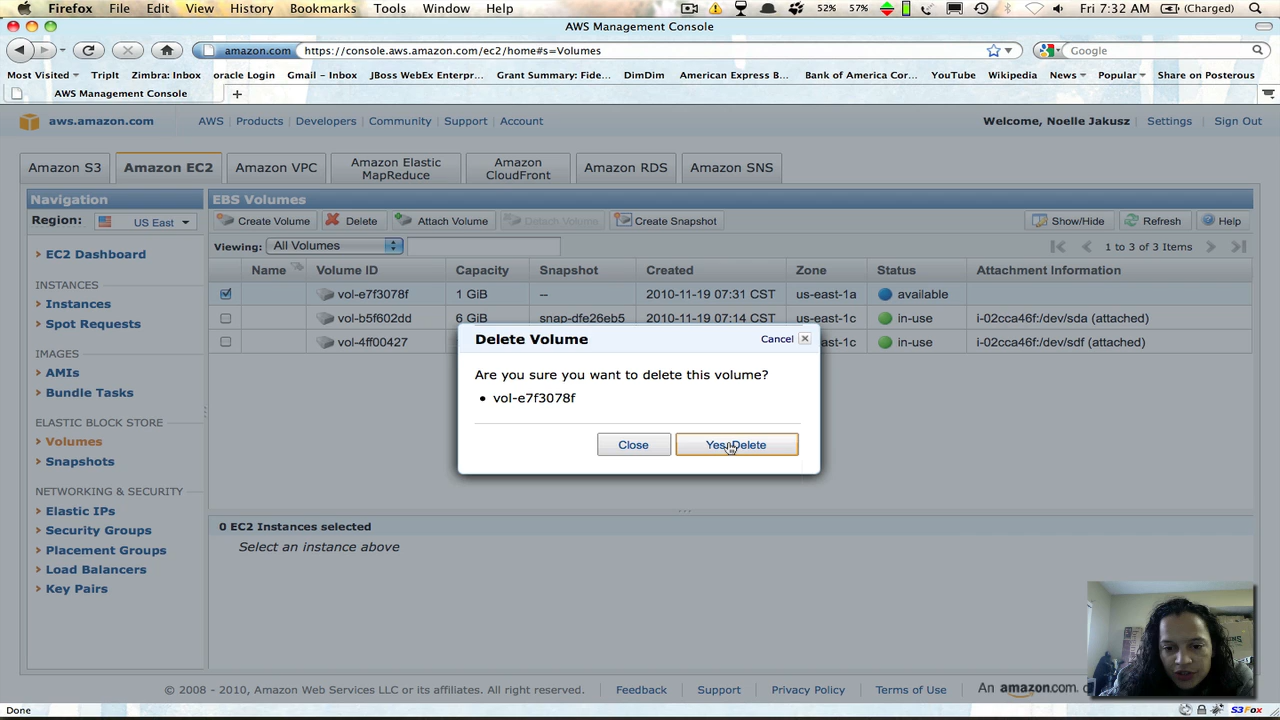 Firefox File Edit View History Bookmarks Tools Window Help 52% 57% Fri 7:32 AM (Charged)
AWS Management Console
amazon.com https://console.aws.amazon.com/ec2/home#s=Volumes Google
Most Visited TripIt Zimbra: Inbox oracle Login Gmail - Inbox JBoss WebEx Enterpr... Grant Summary: Fide... DimDim American Express B... Bank of America Cor... YouTube Wikipedia News Popular Share on Posterous
AWS Management Console
aws.amazon.com AWS Products Developers Community Support Account Welcome, Noelle Jakusz Settings Sign Out
Amazon S3 Amazon EC2 Amazon VPC Amazon Elastic MapReduce Amazon CloudFront Amazon RDS Amazon SNS
Navigation EBS Volumes
Region: US East Create Volume Delete Attach Volume Detach Volume Create Snapshot Show/Hide Refresh Help
Viewing: All Volumes 1 to 3 of 3 Items
EC2 Dashboard
Name Volume ID Capacity Snapshot Created Zone Status Attachment Information
INSTANCES
vol-e7f3078f 1 GiB -- 2010-11-19 07:31 CST us-east-1a available
Instances
vol-b5f602dd 6 GiB snap-dfe26eb5 2010-11-19 07:14 CST us-east-1c in-use i-02cca46f:/dev/sda (attached)
Spot Requests
vol-4ff00427 -1c in-use i-02cca46f:/dev/sdf (attached)
IMAGES
AMIs
Bundle Tasks
ELASTIC BLOCK STORE
Volumes
Snapshots
NETWORKING & SECURITY
Elastic IPs
Security Groups
Placement Groups
Load Balancers
Key Pairs
Delete Volume Cancel
Are you sure you want to delete this volume?
• vol-e7f3078f
Close Yes, Delete
0 EC2 Instances selected
Select an instance above
© 2008 - 2010, Amazon Web Services LLC or its affiliates. All right reserved. Feedback Support Privacy Policy Terms of Use An amazon.com
Done S3Fox